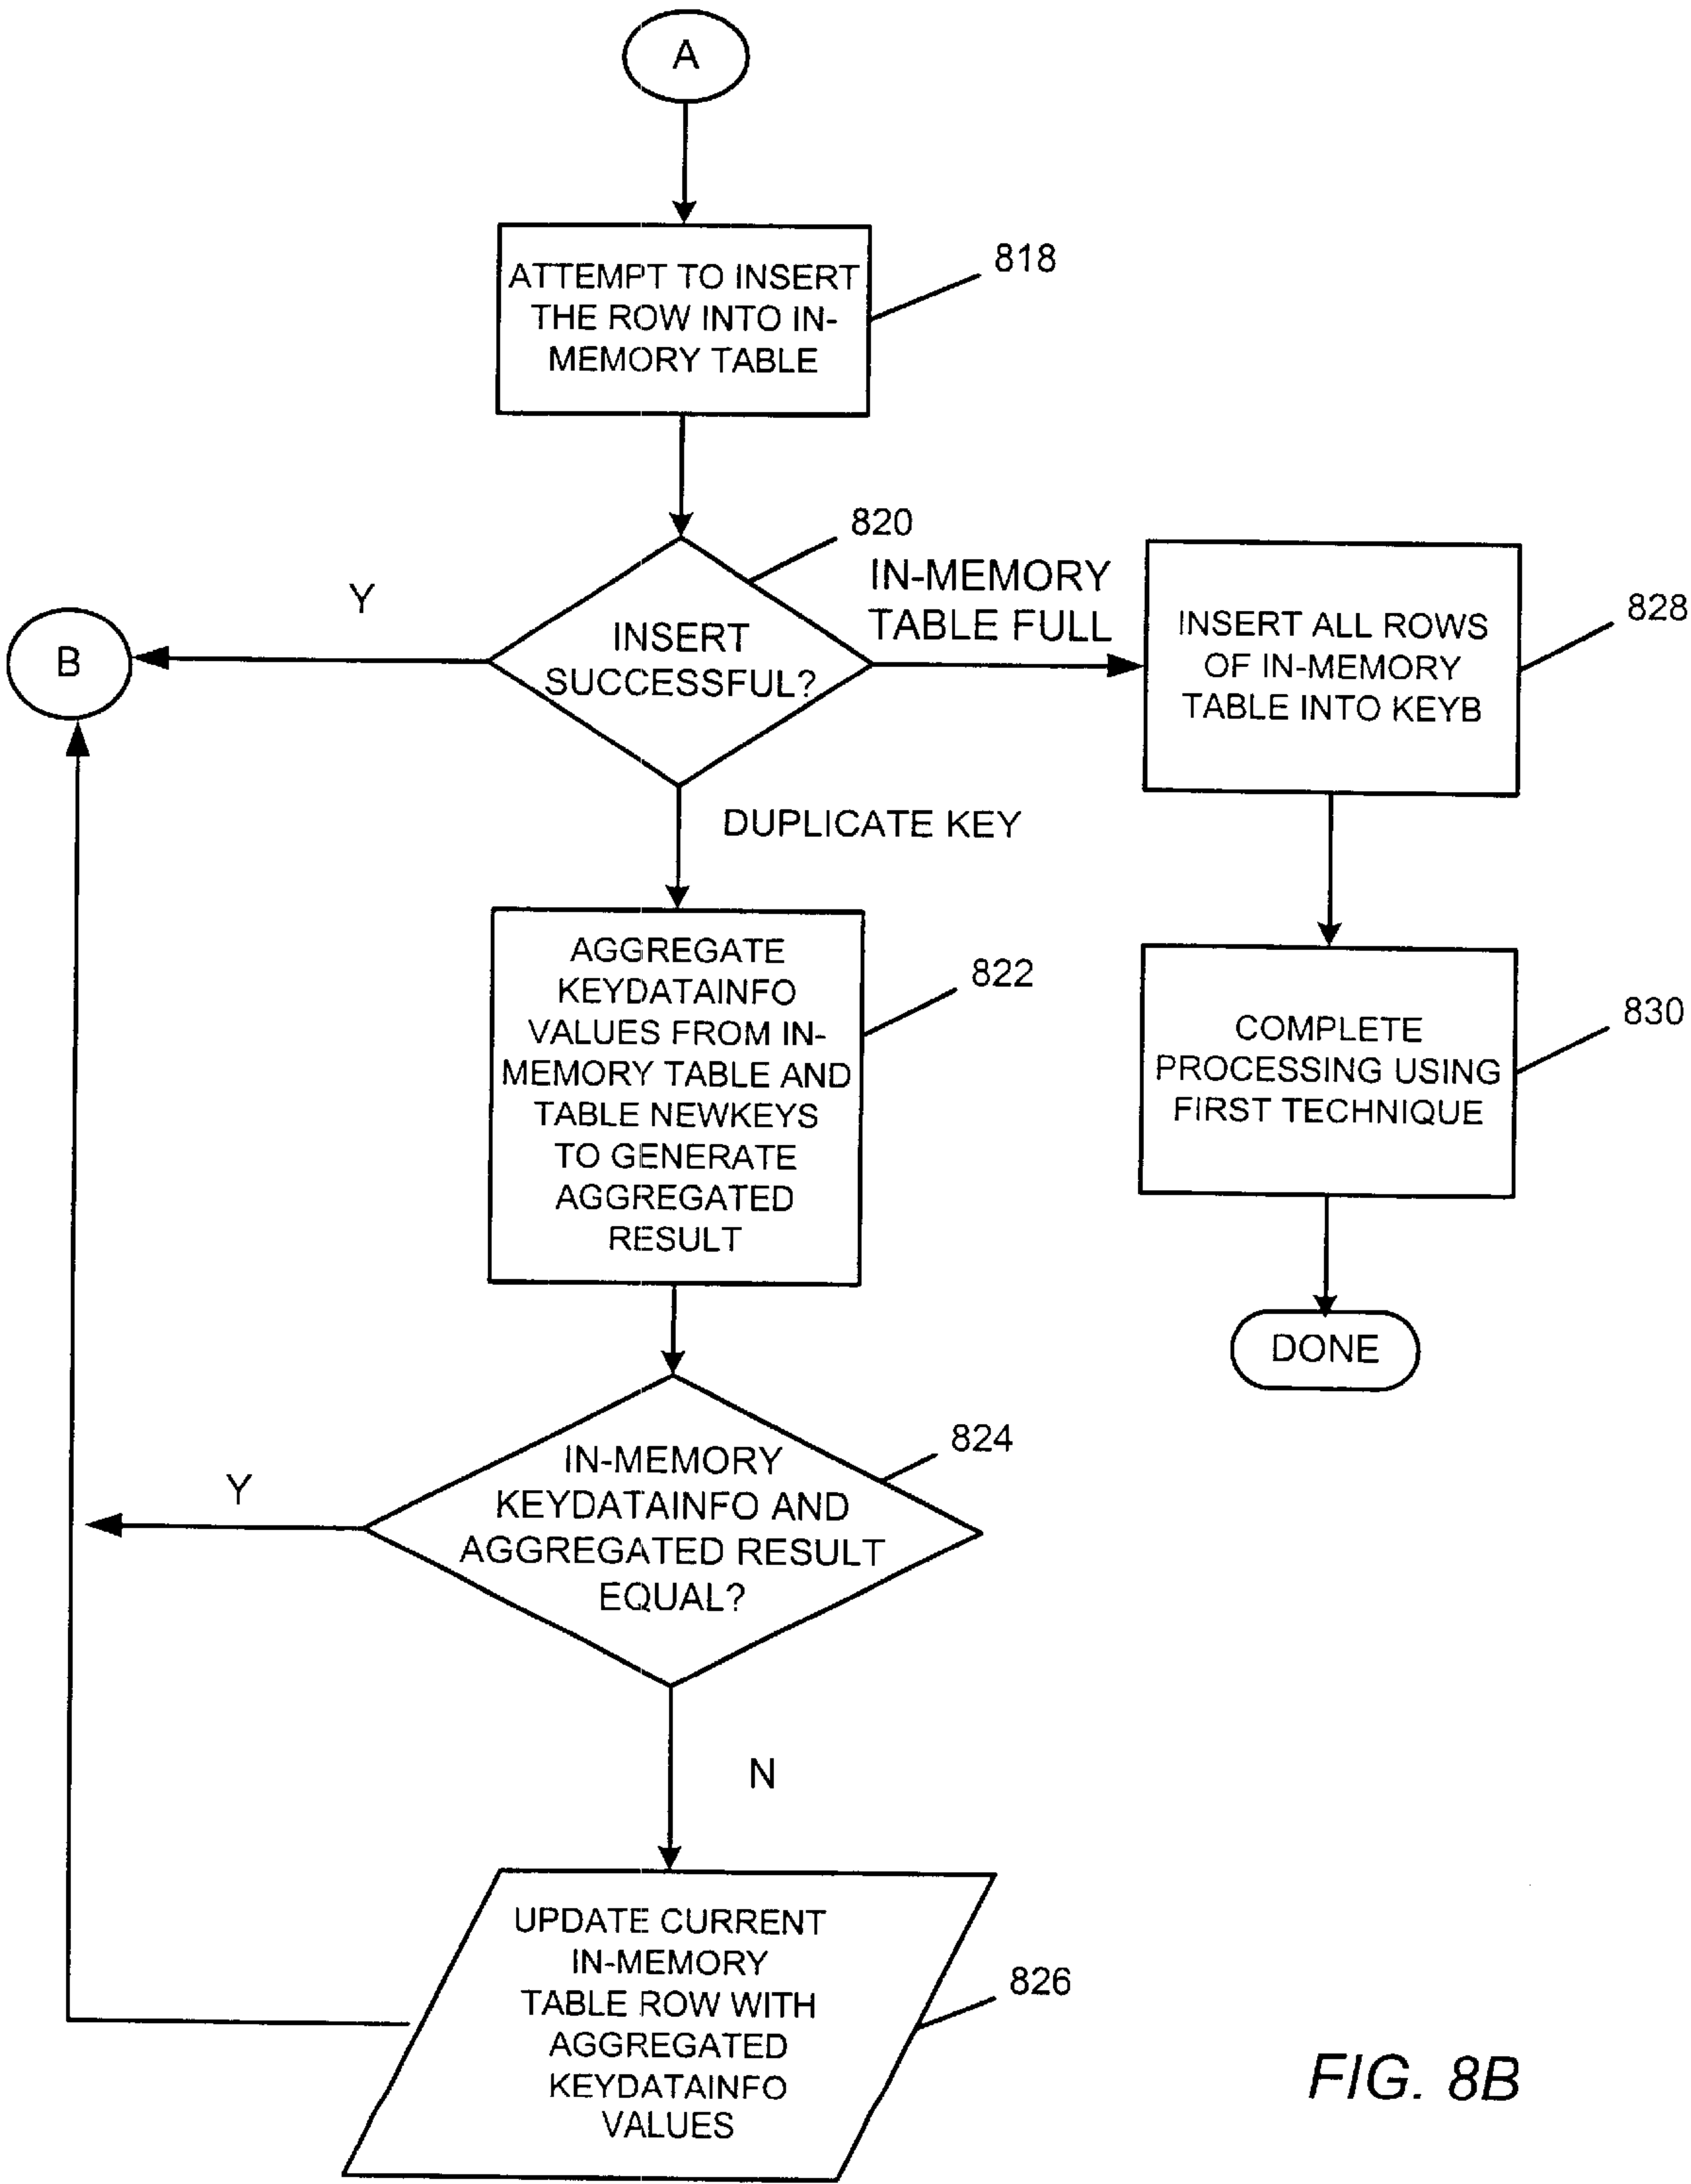 A
ATTEMPT TO INSERT
THE ROW INTO IN-
MEMORY TABLE
818
820
Y
B
INSERT
SUCCESSFUL?
IN-MEMORY
TABLE FULL
INSERT ALL ROWS
OF IN-MEMORY
TABLE INTO KEYB
828
DUPLICATE KEY
AGGREGATE
KEYDATAINFO
VALUES FROM IN-
MEMORY TABLE AND
TABLE NEWKEYS
TO GENERATE
AGGREGATED
RESULT
822
COMPLETE
PROCESSING USING
FIRST TECHNIQUE
830
DONE
824
Y
IN-MEMORY
KEYDATAINFO AND
AGGREGATED RESULT
EQUAL?
N
UPDATE CURRENT
IN-MEMORY
TABLE ROW WITH
AGGREGATED
KEYDATAINFO
VALUES
826
FIG. 8B